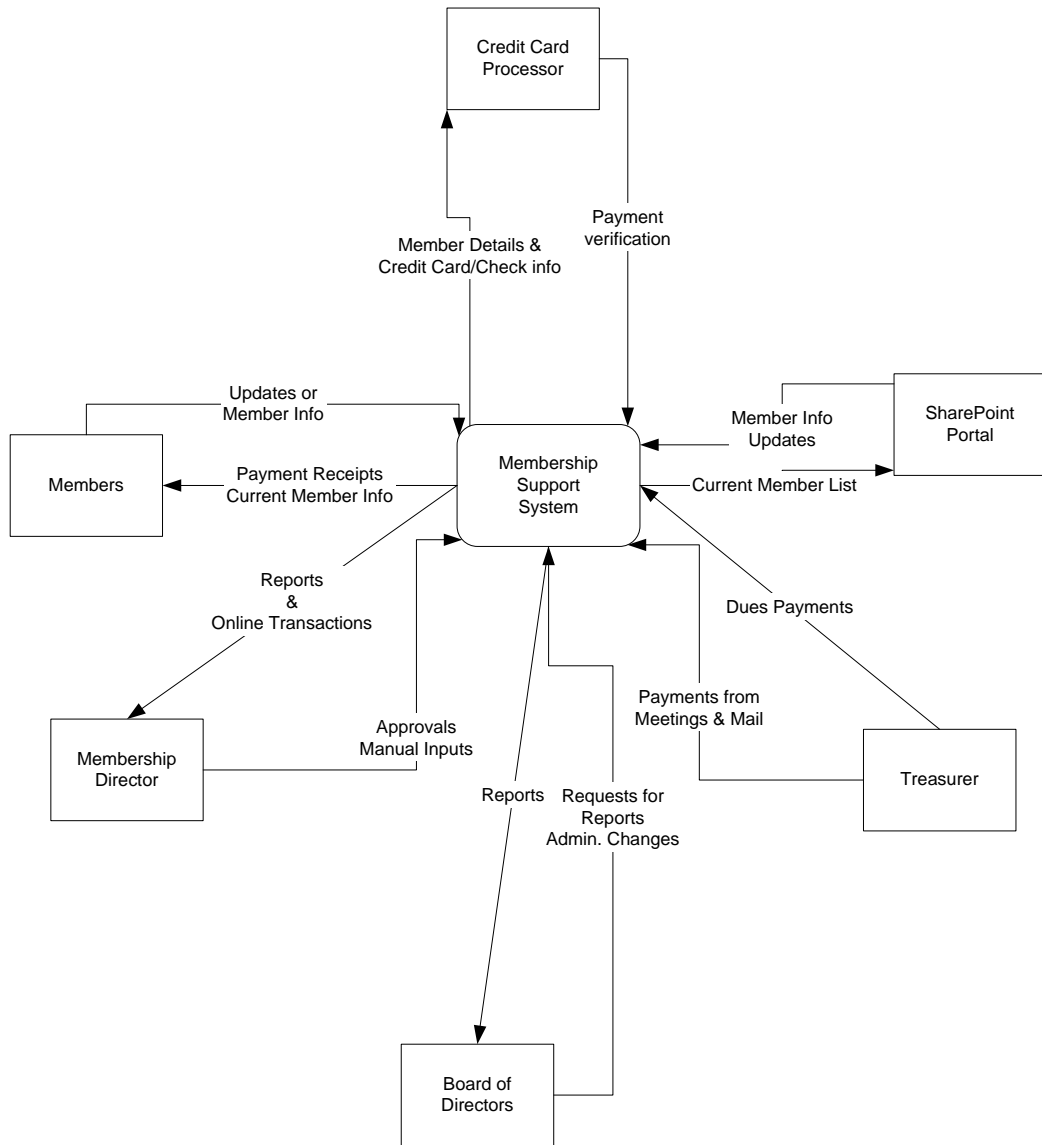 Credit Card
Processor
Payment
verification
Member Details &
Credit Card/Check info
Updates or
Member Info
Member Info
Updates
SharePoint
Portal
Members
Payment Receipts
Current Member Info
Membership
Support
System
Current Member List
Reports
&
Online Transactions
Dues Payments
Approvals
Manual Inputs
Payments from
Meetings & Mail
Membership
Director
Treasurer
Reports
Requests for
Reports
Admin. Changes
Board of
Directors